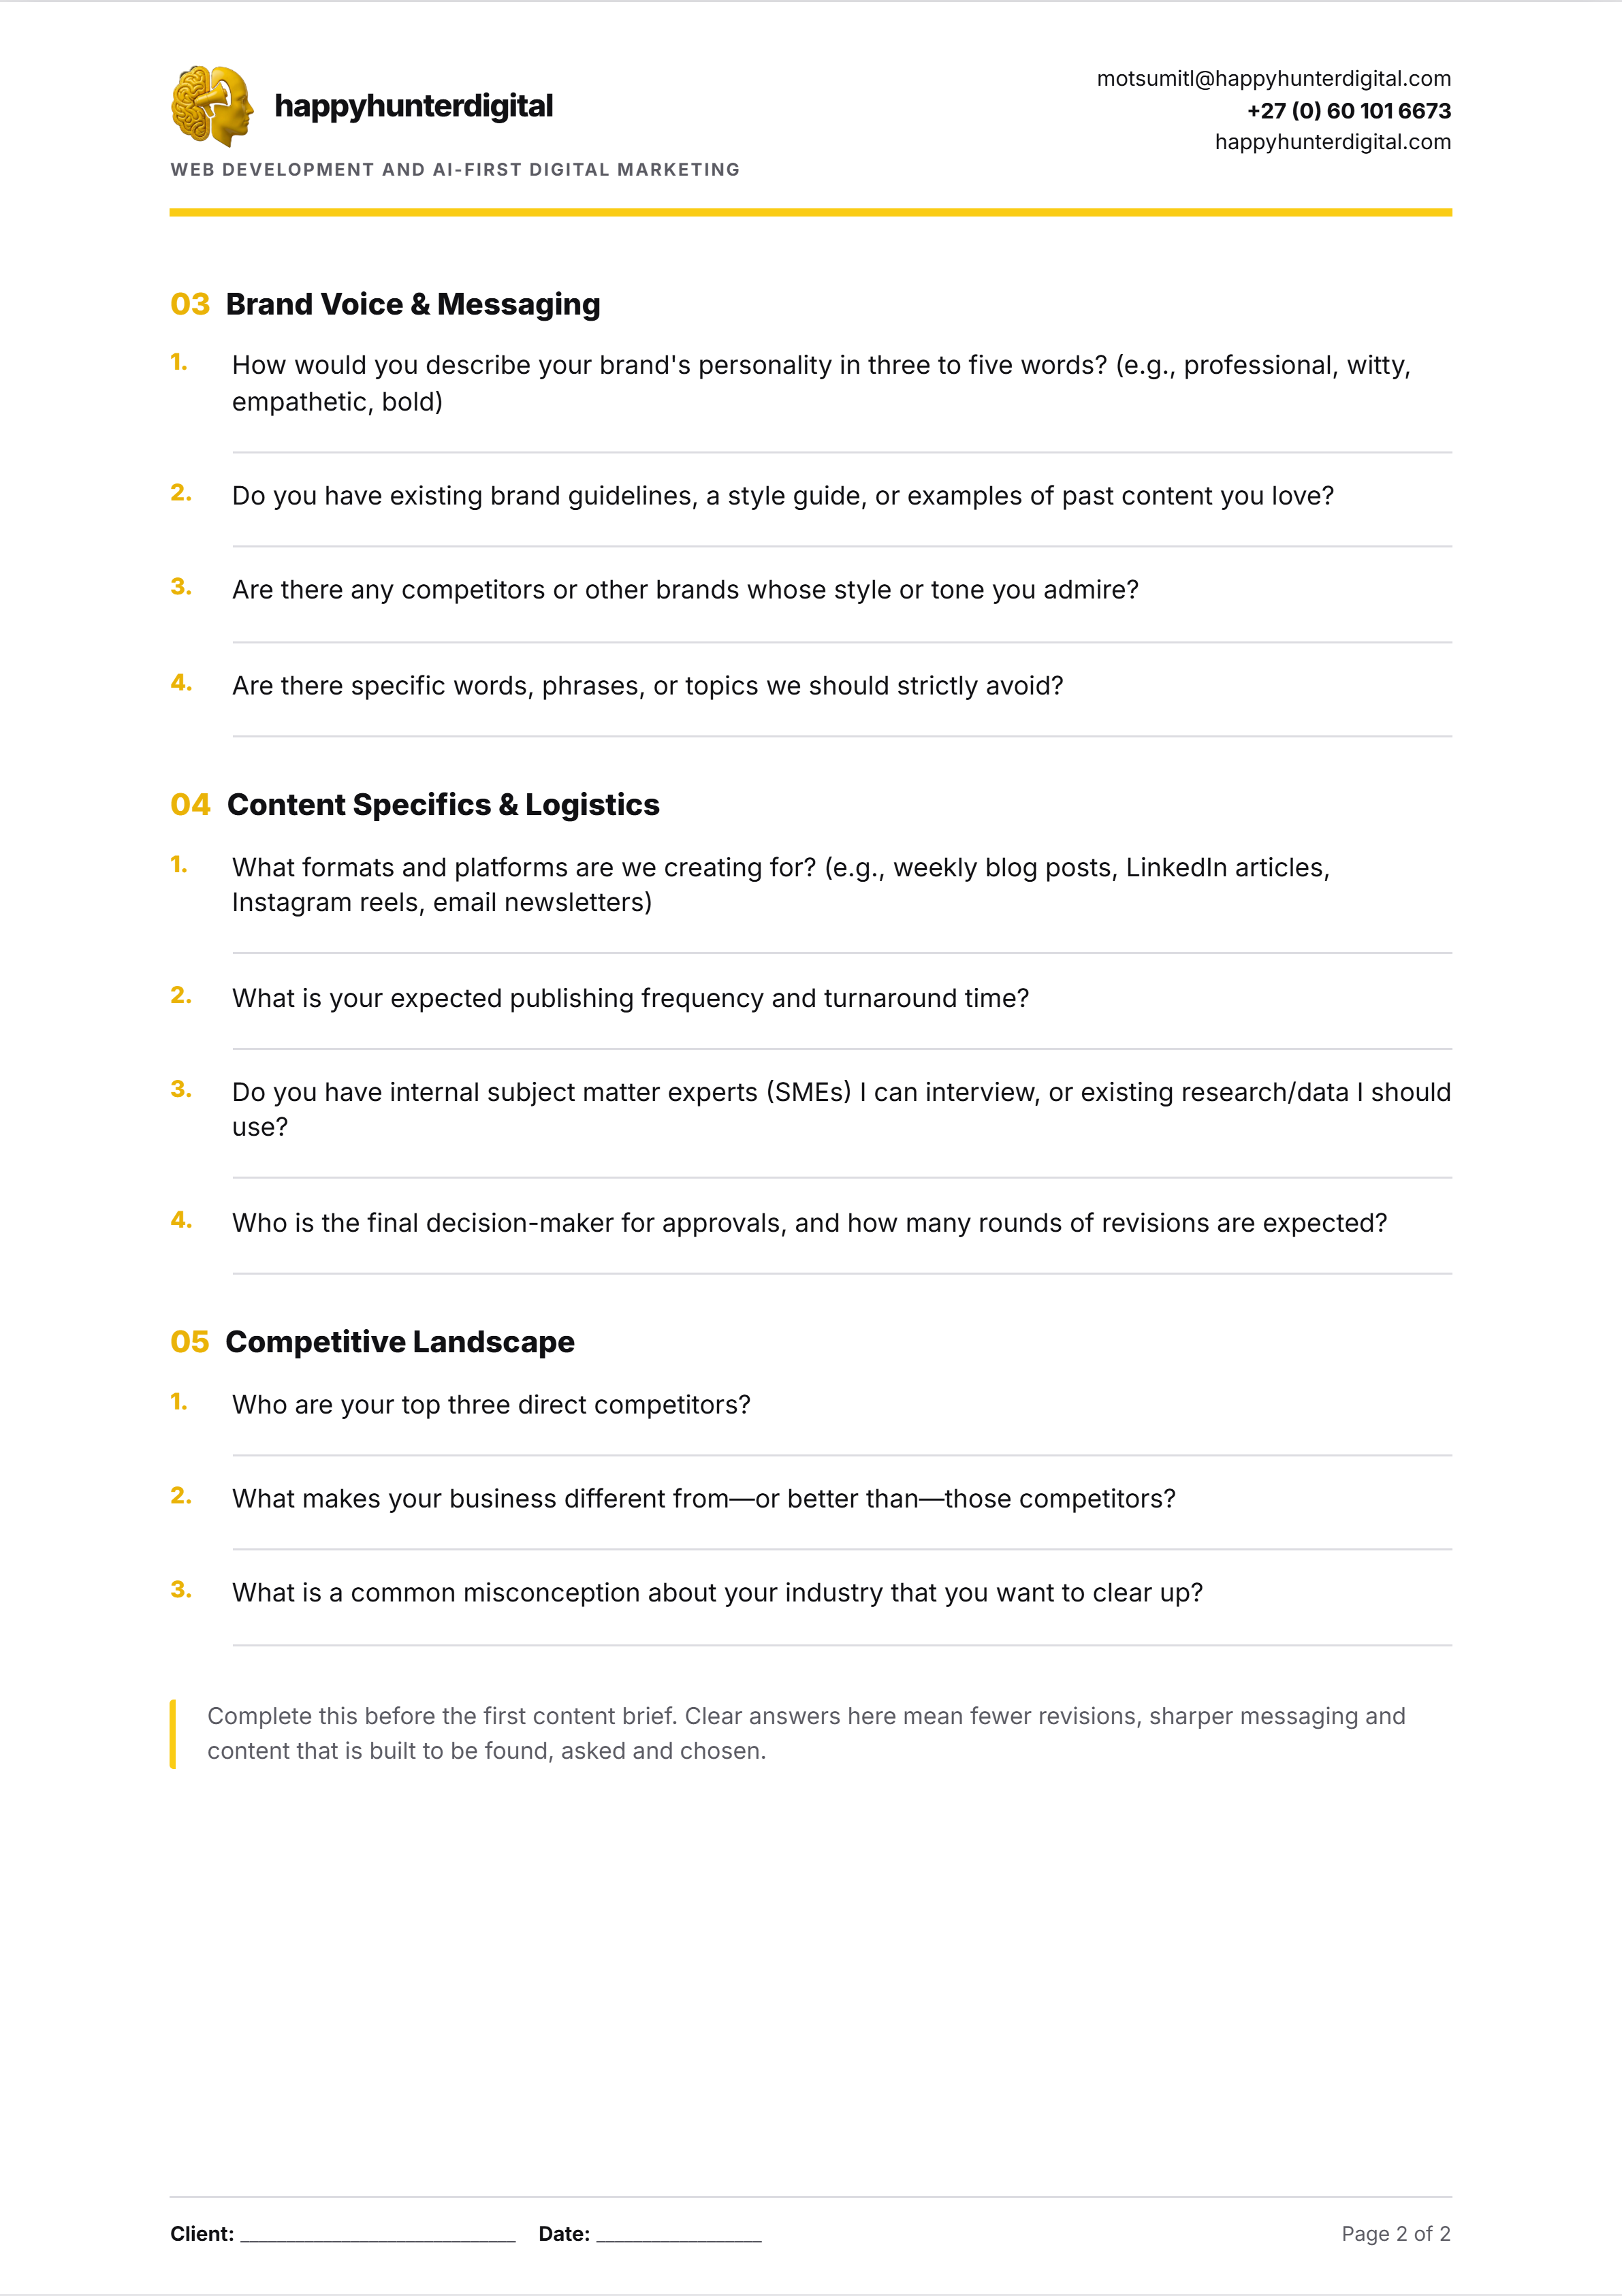 happyhunterdigital
WEB DEVELOPMENT AND AI-FIRST DIGITAL MARKETING
motsumitl@happyhunterdigital.com
+27 (0) 60 101 6673
happyhunterdigital.com
03 Brand Voice & Messaging
1. How would you describe your brand's personality in three to five words? (e.g., professional, witty,
empathetic, bold)
2. Do you have existing brand guidelines, a style guide, or examples of past content you love?
3. Are there any competitors or other brands whose style or tone you admire?
4. Are there specific words, phrases, or topics we should strictly avoid?
04 Content Specifics & Logistics
1. What formats and platforms are we creating for? (e.g., weekly blog posts, LinkedIn articles,
Instagram reels, email newsletters)
2. What is your expected publishing frequency and turnaround time?
3. Do you have internal subject matter experts (SMEs) I can interview, or existing research/data I should
use?
4. Who is the final decision-maker for approvals, and how many rounds of revisions are expected?
05 Competitive Landscape
1. Who are your top three direct competitors?
2. What makes your business different from—or better than—those competitors?
3. What is a common misconception about your industry that you want to clear up?
Complete this before the first content brief. Clear answers here mean fewer revisions, sharper messaging and
content that is built to be found, asked and chosen.
Client: _________________________ Date: _______________
Page 2 of 2